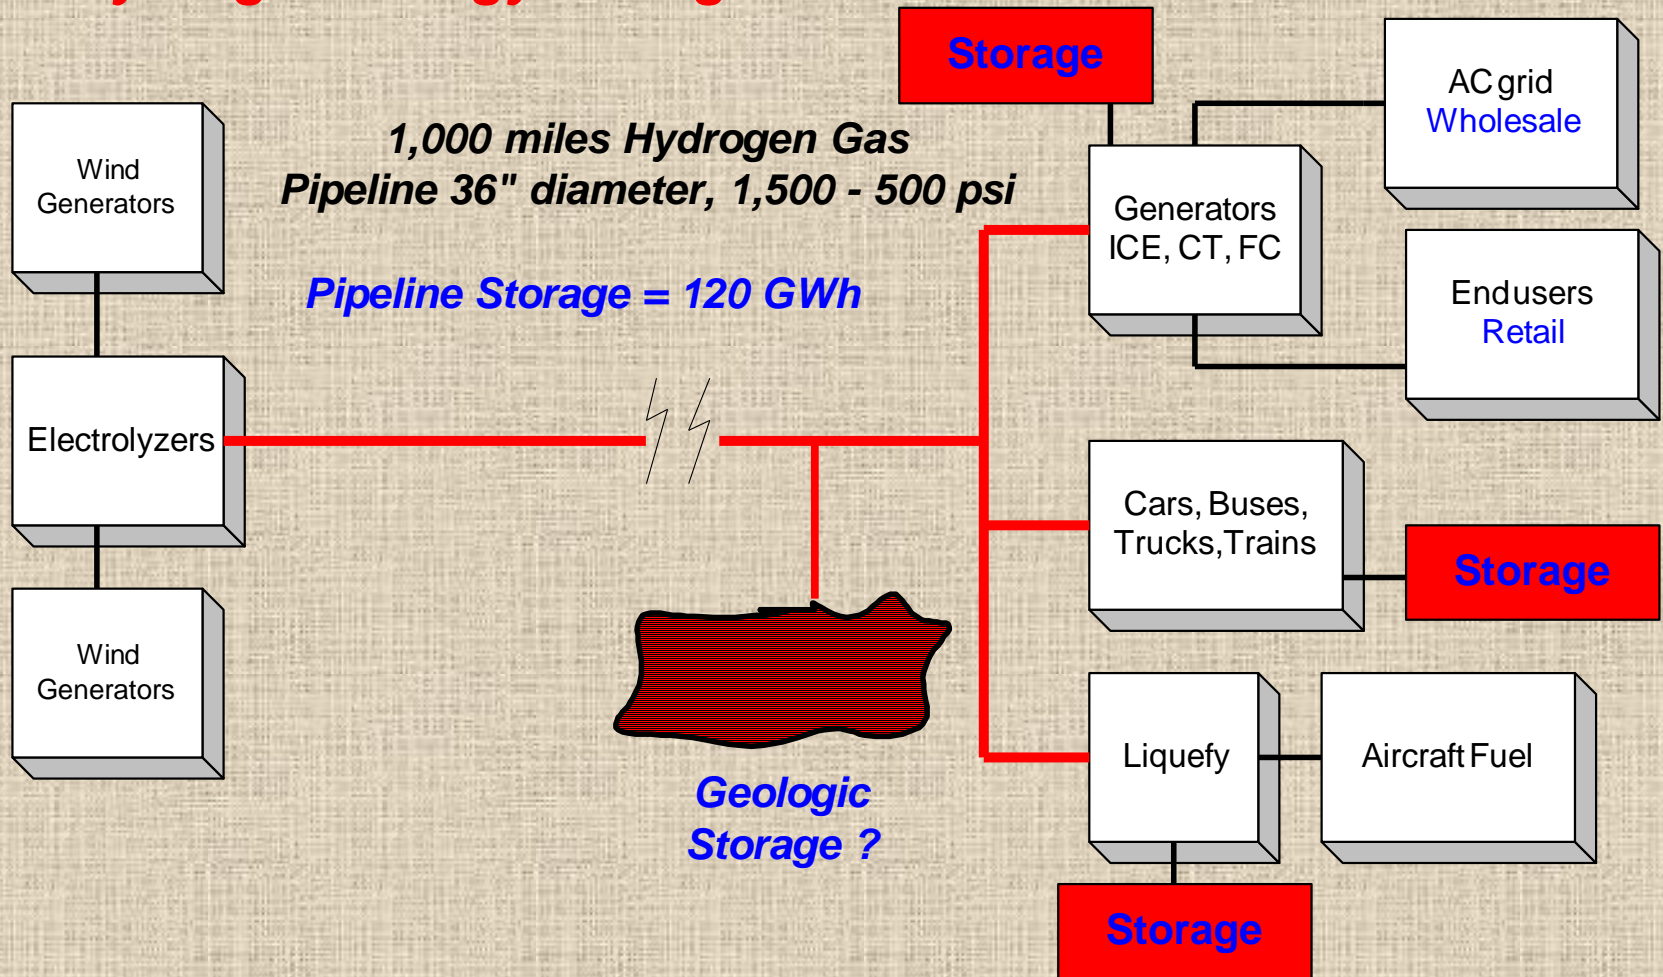 Storage
AC grid
Wholesale
1,000 miles Hydrogen Gas
Pipeline 36" diameter, 1,500 - 500 psi
Wind
Generators
Generators
ICE, CT, FC
Pipeline Storage = 120 GWh
Endusers
Retail
Electrolyzers
Cars, Buses,
Trucks,Trains
Storage
Wind
Generators
Liquefy
Aircraft Fuel
Geologic
Storage ?
Storage